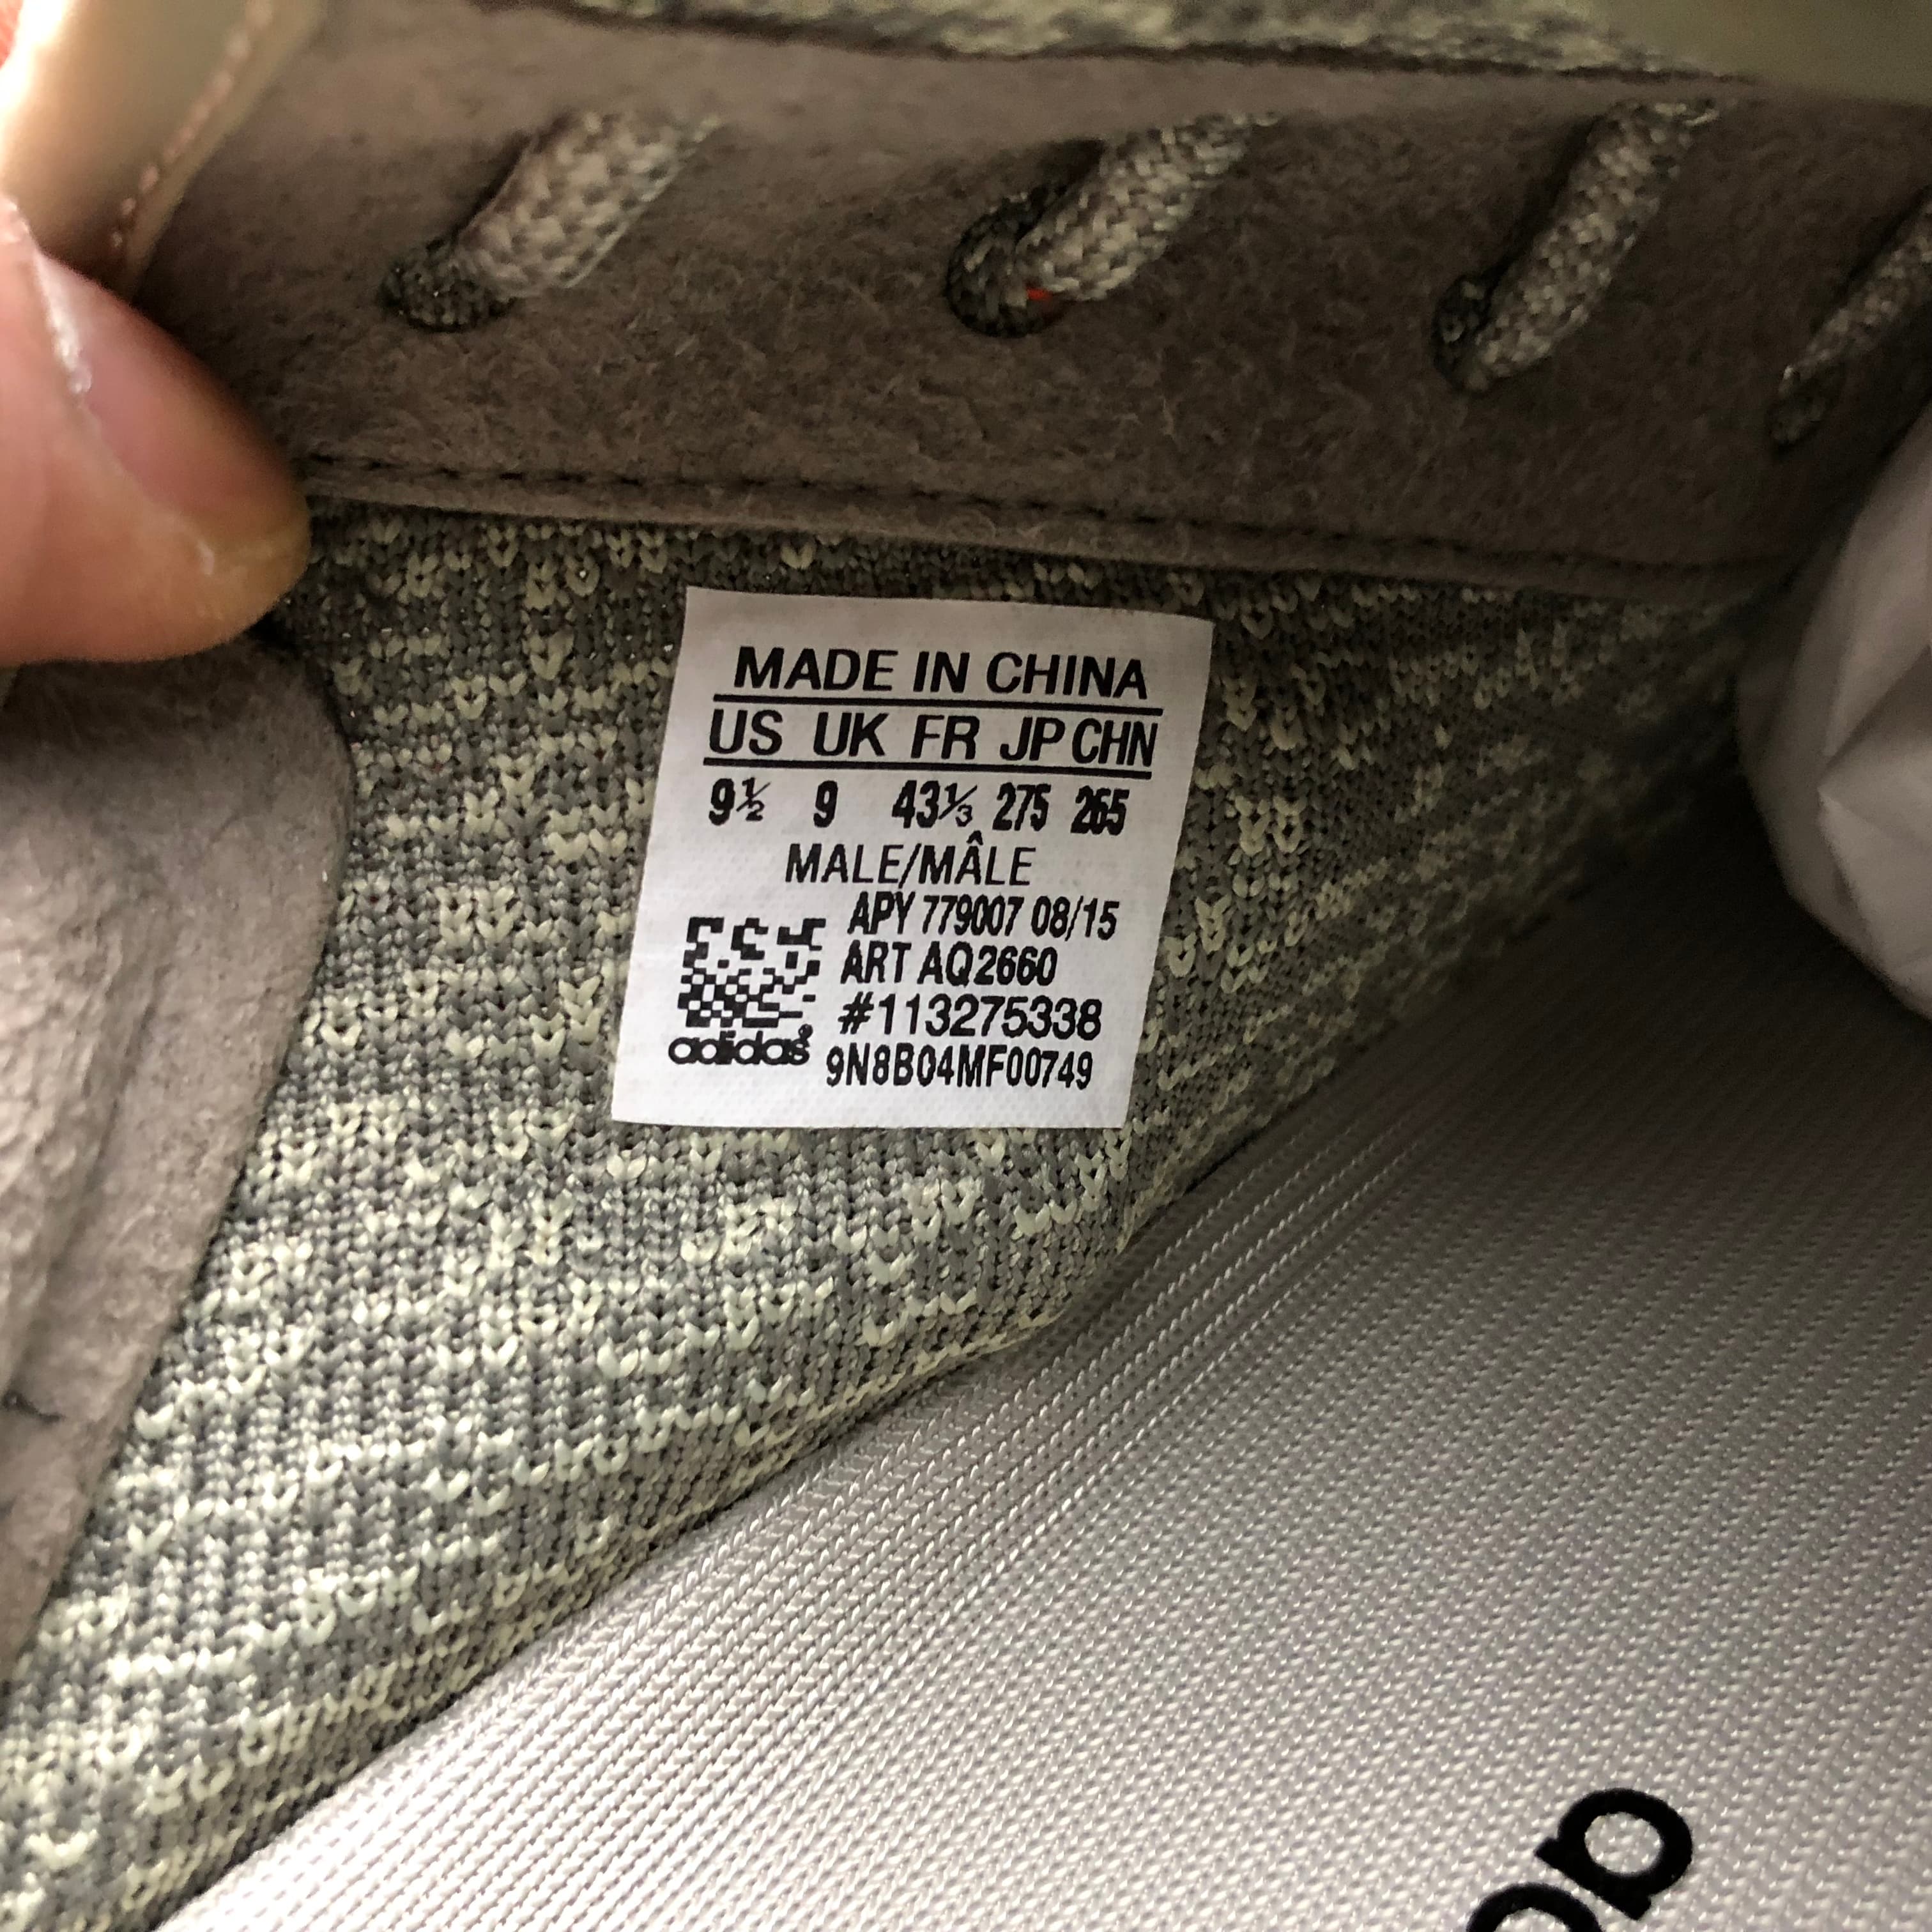 MADE IN CHINA
US UK FR JP CHN
9½ 9 43⅓ 275 265
MALE/MÂLE
APY 779007 08/15
ART AQ2660
#113275338
adidas® 9N8B04MF00749